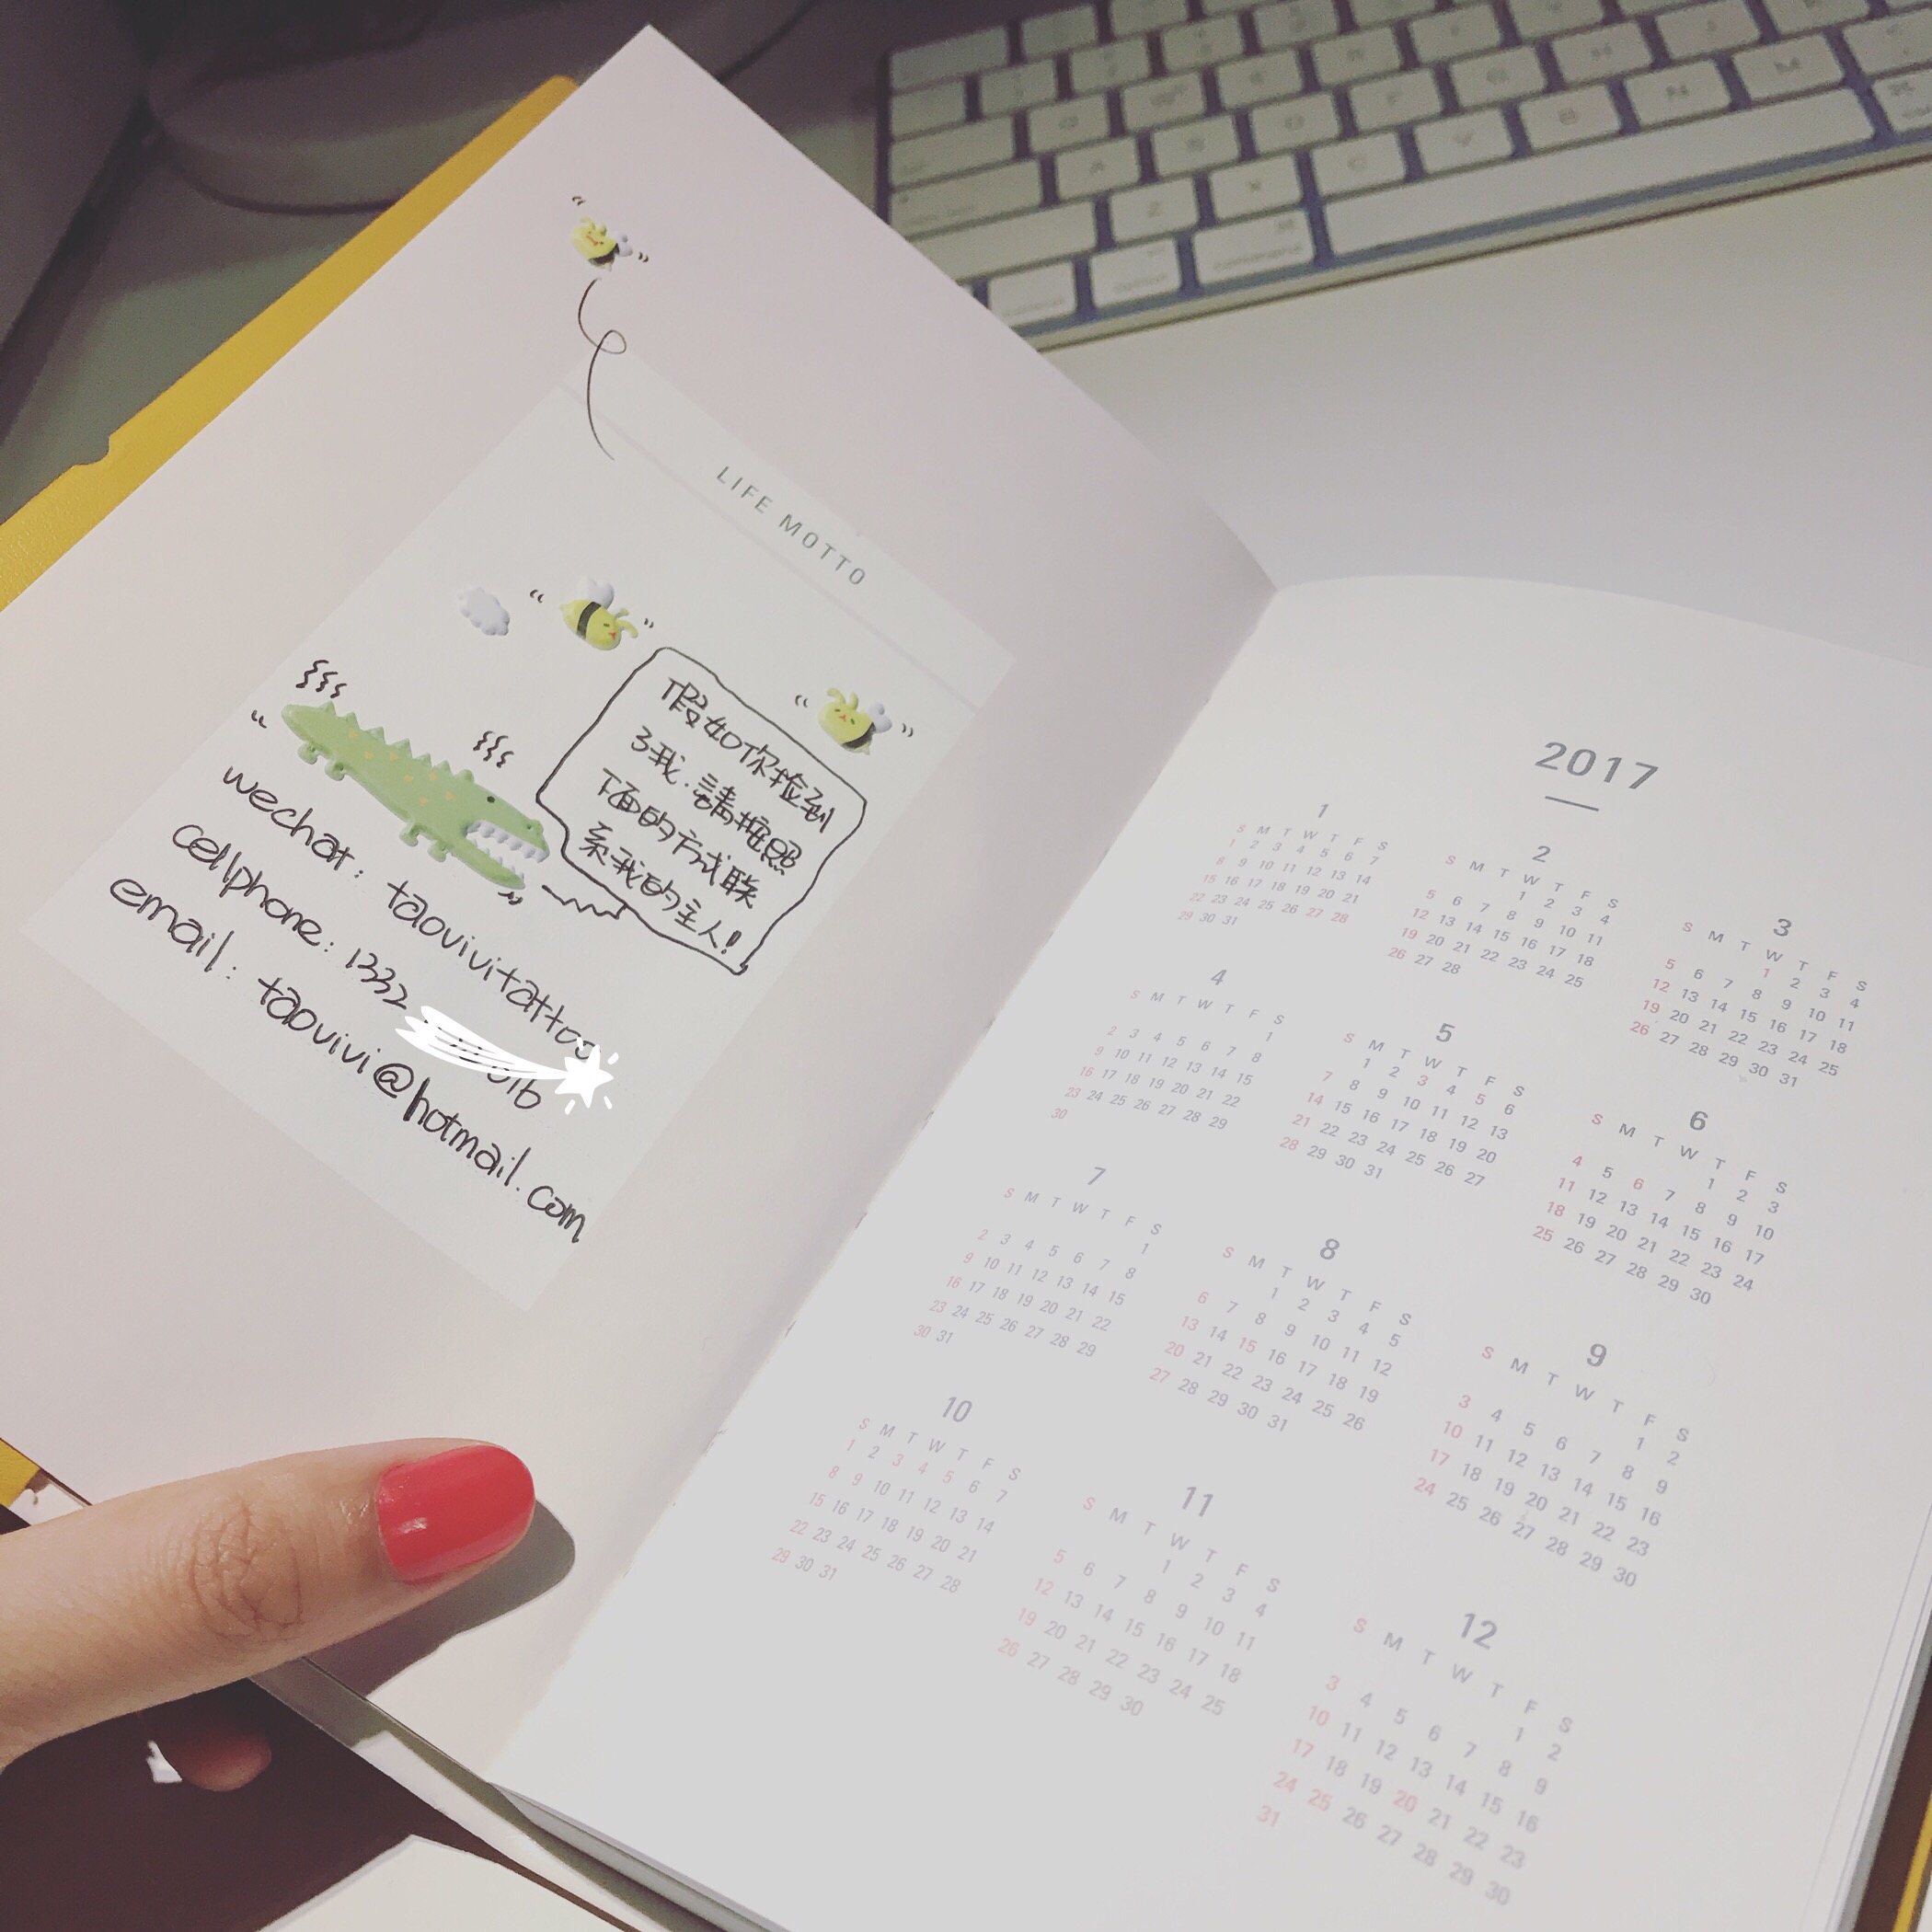 LIFE MOTTO
假如你捡到
了我.請按照
下面的方式联
系我的主人!
wechat: taovivitattoo
cellphone: 1332
email: taovivi@hotmail.com
2017
1
S M T W T F S
1 2 3 4 5 6 7
8 9 10 11 12 13 14
15 16 17 18 19 20 21
22 23 24 25 26 27 28
29 30 31
2
S M T W T F S
1 2 3 4
5 6 7 8 9 10 11
12 13 14 15 16 17 18
19 20 21 22 23 24 25
26 27 28
3
S M T W T F S
1 2 3 4
5 6 7 8 9 10 11
12 13 14 15 16 17 18
19 20 21 22 23 24 25
26 27 28 29 30 31
4
S M T W T F S
1
2 3 4 5 6 7 8
9 10 11 12 13 14 15
16 17 18 19 20 21 22
23 24 25 26 27 28 29
30
5
S M T W T F S
1 2 3 4 5 6
7 8 9 10 11 12 13
14 15 16 17 18 19 20
21 22 23 24 25 26 27
28 29 30 31
6
S M T W T F S
1 2 3
4 5 6 7 8 9 10
11 12 13 14 15 16 17
18 19 20 21 22 23 24
25 26 27 28 29 30
7
S M T W T F S
1
2 3 4 5 6 7 8
9 10 11 12 13 14 15
16 17 18 19 20 21 22
23 24 25 26 27 28 29
30 31
8
S M T W T F S
1 2 3 4 5
6 7 8 9 10 11 12
13 14 15 16 17 18 19
20 21 22 23 24 25 26
27 28 29 30 31
9
S M T W T F S
1 2
3 4 5 6 7 8 9
10 11 12 13 14 15 16
17 18 19 20 21 22 23
24 25 26 27 28 29 30
10
S M T W T F S
1 2 3 4 5 6 7
8 9 10 11 12 13 14
15 16 17 18 19 20 21
22 23 24 25 26 27 28
29 30 31
11
S M T W T F S
1 2 3 4
5 6 7 8 9 10 11
12 13 14 15 16 17 18
19 20 21 22 23 24 25
26 27 28 29 30
12
S M T W T F S
1 2
3 4 5 6 7 8 9
10 11 12 13 14 15 16
17 18 19 20 21 22 23
24 25 26 27 28 29 30
31